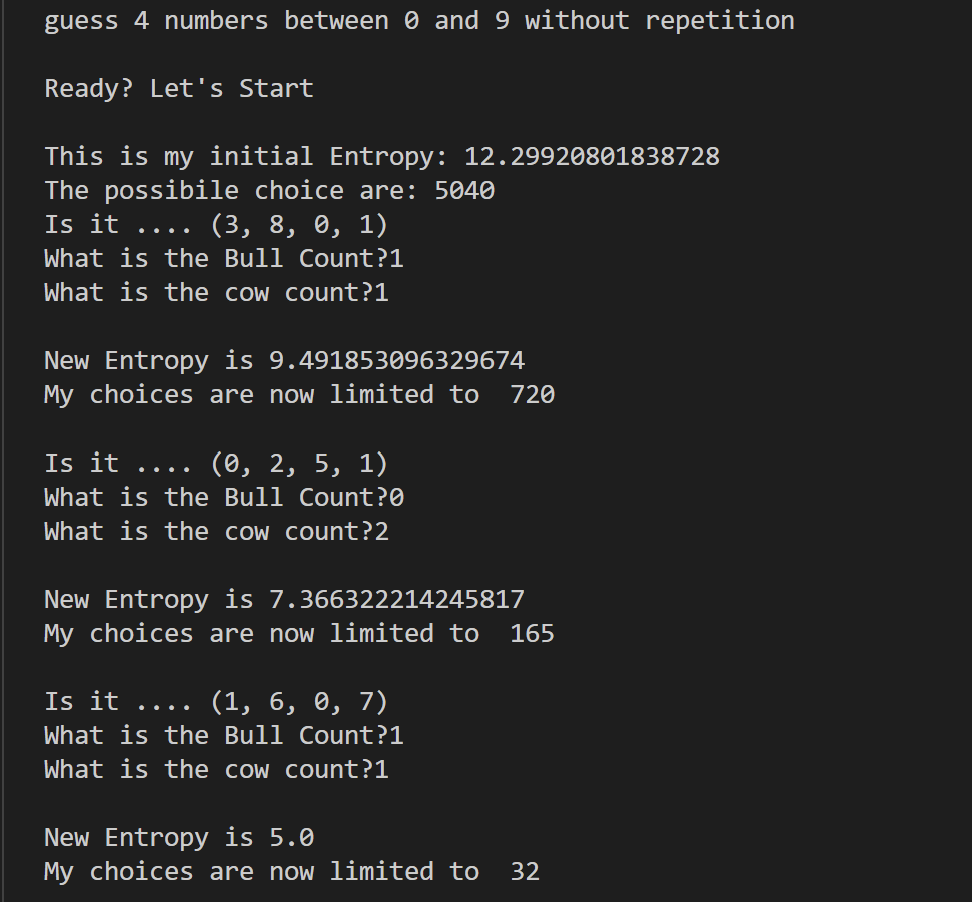 guess 4 numbers between 0 and 9 without repetition
Ready? Let's Start
This is my initial Entropy: 12.29920801838728
The possibile choice are: 5040
Is it .... (3, 8, 0, 1)
What is the Bull Count?1
What is the cow count?1
New Entropy is 9.491853096329674
My choices are now limited to  720
Is it .... (0, 2, 5, 1)
What is the Bull Count?0
What is the cow count?2
New Entropy is 7.366322214245817
My choices are now limited to  165
Is it .... (1, 6, 0, 7)
What is the Bull Count?1
What is the cow count?1
New Entropy is 5.0
My choices are now limited to  32